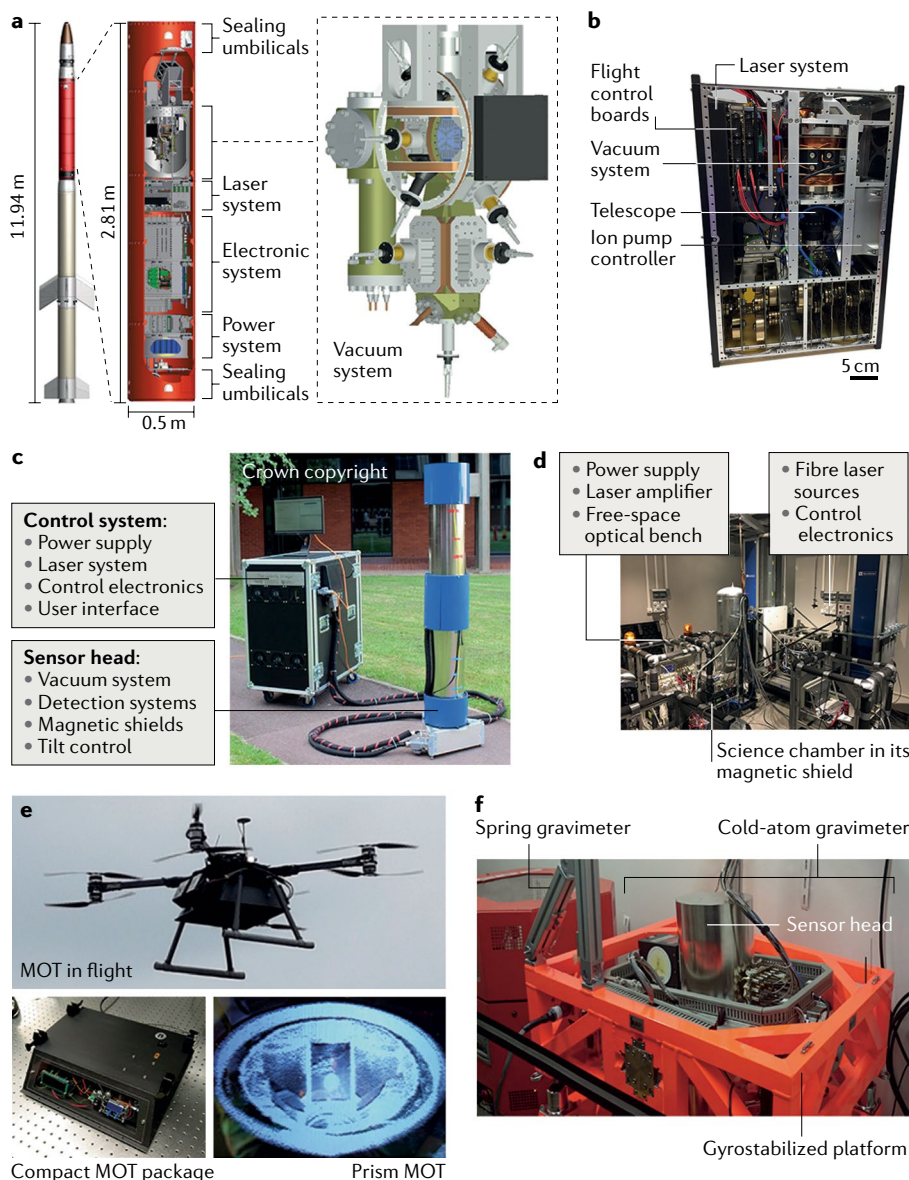 a
Sealing
umbilicals
11.94 m
2.81 m
Laser
system
Electronic
system
Power
system
Sealing
umbilicals
0.5 m
Vacuum
system
b
Laser system
Flight
control
boards
Vacuum
system
Telescope
Ion pump
controller
5 cm
c
Crown copyright
Control system:
• Power supply
• Laser system
• Control electronics
• User interface
Sensor head:
• Vacuum system
• Detection systems
• Magnetic shields
• Tilt control
d
• Power supply
• Laser amplifier
• Free-space
optical bench
• Fibre laser
sources
• Control
electronics
Science chamber in its
magnetic shield
e
MOT in flight
Compact MOT package
Prism MOT
f
Spring gravimeter
Cold-atom gravimeter
Sensor head
Gyrostabilized platform